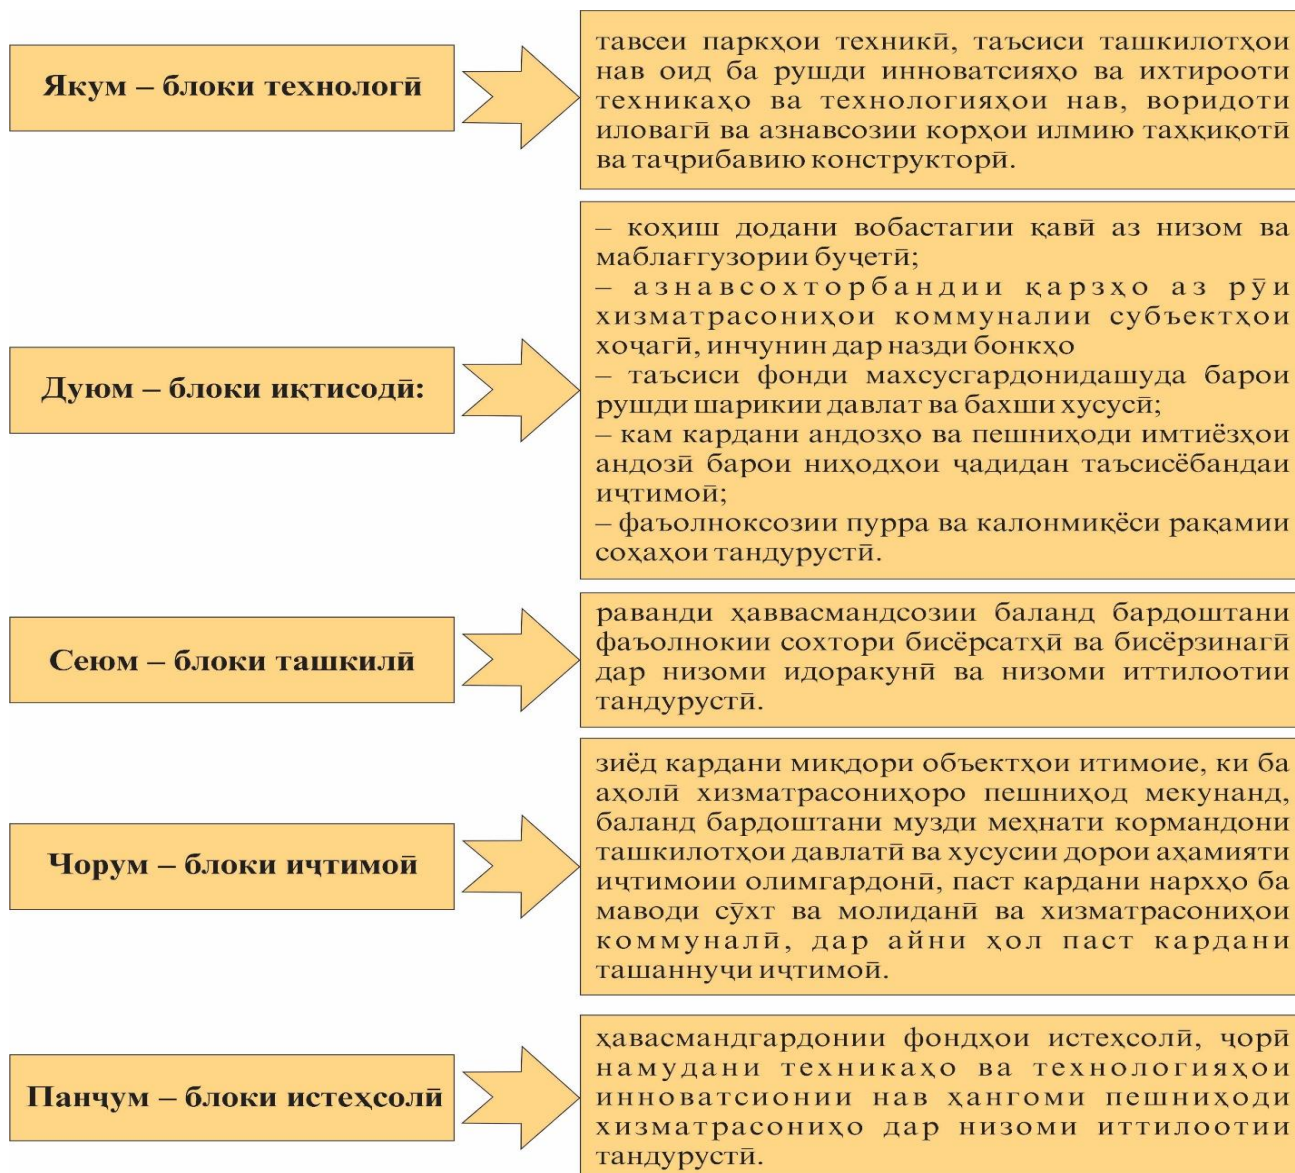 Якум – блоки технологӣ
тавсеи паркҳои техникӣ, таъсиси ташкилотҳои
нав оид ба рушди инноватсияҳо ва ихтирооти
техникаҳо ва технологияҳои нав, воридоти
иловагӣ ва азнавсозии корҳои илмию таҳқиқотӣ
ва таҷрибавию конструкторӣ.
Дуюм – блоки иқтисодӣ:
– коҳиш додани вобастагии қавӣ аз низом ва
маблағгузории буҷетӣ;
– азнавсохторбандии қарзҳо аз рӯи
хизматрасониҳои коммуналии субъектҳои
хоҷагӣ, инчунин дар назди бонкҳо
– таъсиси фонди махсусгардонидашуда барои
рушди шарикии давлат ва бахши хусусӣ;
– кам кардани андозҳо ва пешниҳоди имтиёзҳои
андозӣ барои ниҳодҳои ҷадидан таъсисёбандаи
иҷтимоӣ;
– фаъолноксозии пурра ва калонмиқёси рақамии
соҳаҳои тандурустӣ.
Сеюм – блоки ташкилӣ
раванди ҳаввасмандсозии баланд бардоштани
фаъолнокии сохтори бисёрсатҳӣ ва бисёрзинагӣ
дар низоми идоракунӣ ва низоми иттилоотии
тандурустӣ.
Чорум – блоки иҷтимоӣ
зиёд кардани миқдори объектҳои итимоие, ки ба
аҳолӣ хизматрасониҳоро пешниҳод мекунанд,
баланд бардоштани музди меҳнати кормандони
ташкилотҳои давлатӣ ва хусусии дорои аҳамияти
иҷтимоии олимгардонӣ, паст кардани нархҳо ба
маводи сӯхт ва молиданӣ ва хизматрасониҳои
коммуналӣ, дар айни ҳол паст кардани
ташаннуҷи иҷтимоӣ.
Панҷум – блоки истеҳсолӣ
ҳавасмандгардонии фондҳои истеҳсолӣ, ҷорӣ
намудани техникаҳо ва технологияҳои
инноватсионии нав ҳангоми пешниҳоди
хизматрасониҳо дар низоми иттилоотии
тандурустӣ.